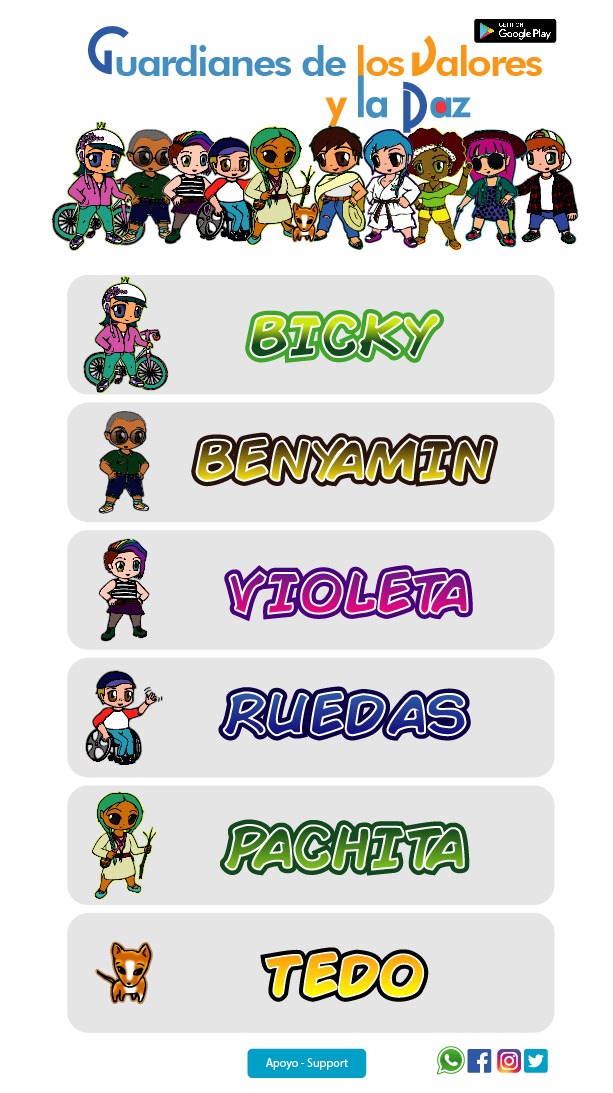 GET IT ON
Google Play
Guardianes de los Valores
y la Paz
BICKY
BENYAMIN
VIOLETA
RUEDAS
PACHITA
TEDO
Apoyo - Support